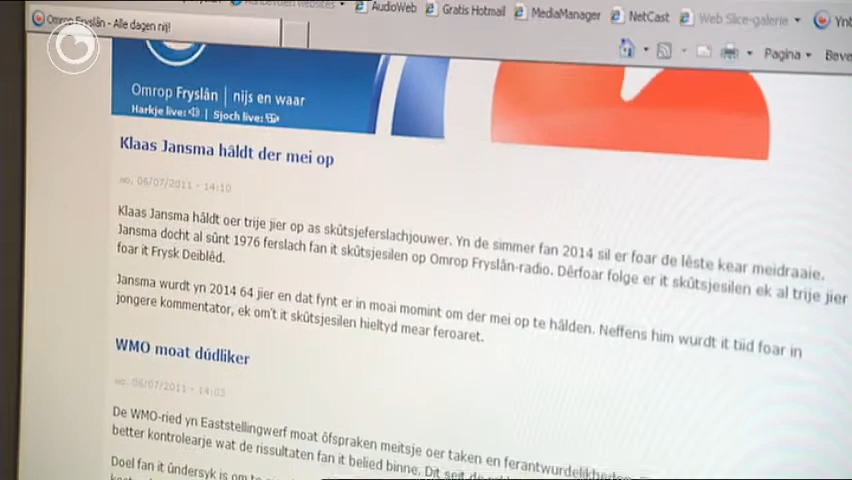 Omrop Fryslân - Alle dagen nij!
AudioWeb
Gratis Hotmail
MediaManager
NetCast
Web Slice-galerie
Pagina
Omrop Fryslân | nijs en waar
Harkje live: | Sjoch live:
Klaas Jansma hâldt der mei op
wo, 06/07/2011 - 14:10
Klaas Jansma hâldt oer trije jier op as skûtsjeferslachjouwer. Yn de simmer fan 2014 sil er foar de lêste kear meidraaie.
Jansma docht al sûnt 1976 ferslach fan it skûtsjesilen op Omrop Fryslân-radio. Dêrfoar folge er it skûtsjesilen ek al trije jier
foar it Frysk Deiblêd.
Jansma wurdt yn 2014 64 jier en dat fynt er in moai momint om der mei op te hâlden. Neffens him wurdt it tiid foar in
jongere kommentator, ek om't it skûtsjesilen hieltyd mear feroaret.
WMO moat dúdliker
wo, 06/07/2011 - 14:03
De WMO-ried yn Eaststellingwerf moat ôfspraken meitsje oer taken en ferantwurdelikheden
better kontrolearje wat de rissultaten fan it belied binne. Dit
Doel fan it ûndersyk is om